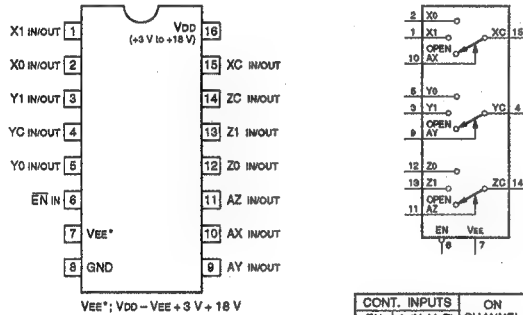 X1 IN/OUT 1
X0 IN/OUT 2
Y1 IN/OUT 3
YC IN/OUT 4
Y0 IN/OUT 5
EN IN 6
7 VEE*
8 GND
VDD 16
(+3 V to +18 V)
15 XC IN/OUT
14 ZC IN/OUT
13 Z1 IN/OUT
12 Z0 IN/OUT
11 AZ IN/OUT
10 AX IN/OUT
9 AY IN/OUT
VEE*; VDD – VEE + 3 V + 18 V
2 X0
1 X1
OPEN
10 AX
XC 15
5 Y0
3 Y1
OPEN
9 AY
YC 4
12 Z0
13 Z1
OPEN
11 AZ
ZC 14
EN VEE
6 7
CONT. INPUTS
ON